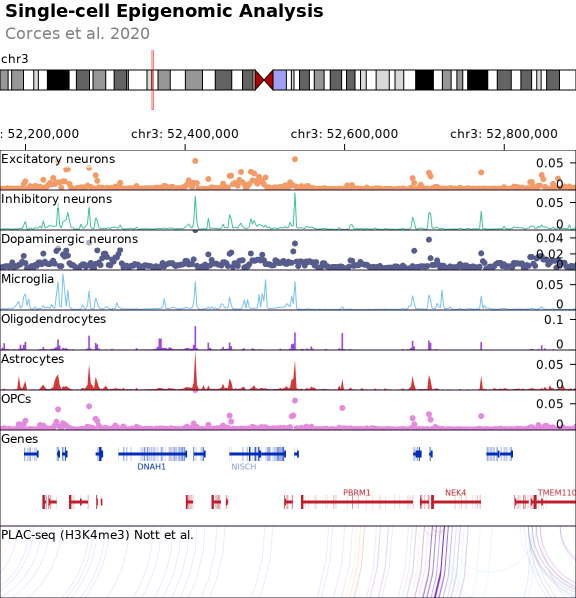 Single-cell Epigenomic Analysis
Corces et al. 2020
chr3
: 52,200,000 chr3: 52,400,000 chr3: 52,600,000 chr3: 52,800,000
Excitatory neurons 0.05
0
Inhibitory neurons 0.05
0
Dopaminergic neurons 0.04
0.02
0
Microglia 0.05
0
Oligodendrocytes 0.1
0
Astrocytes 0.05
0
OPCs 0.05
0
Genes
DNAH1 NISCH
PBRM1 NEK4 TMEM110
PLAC-seq (H3K4me3) Nott et al.